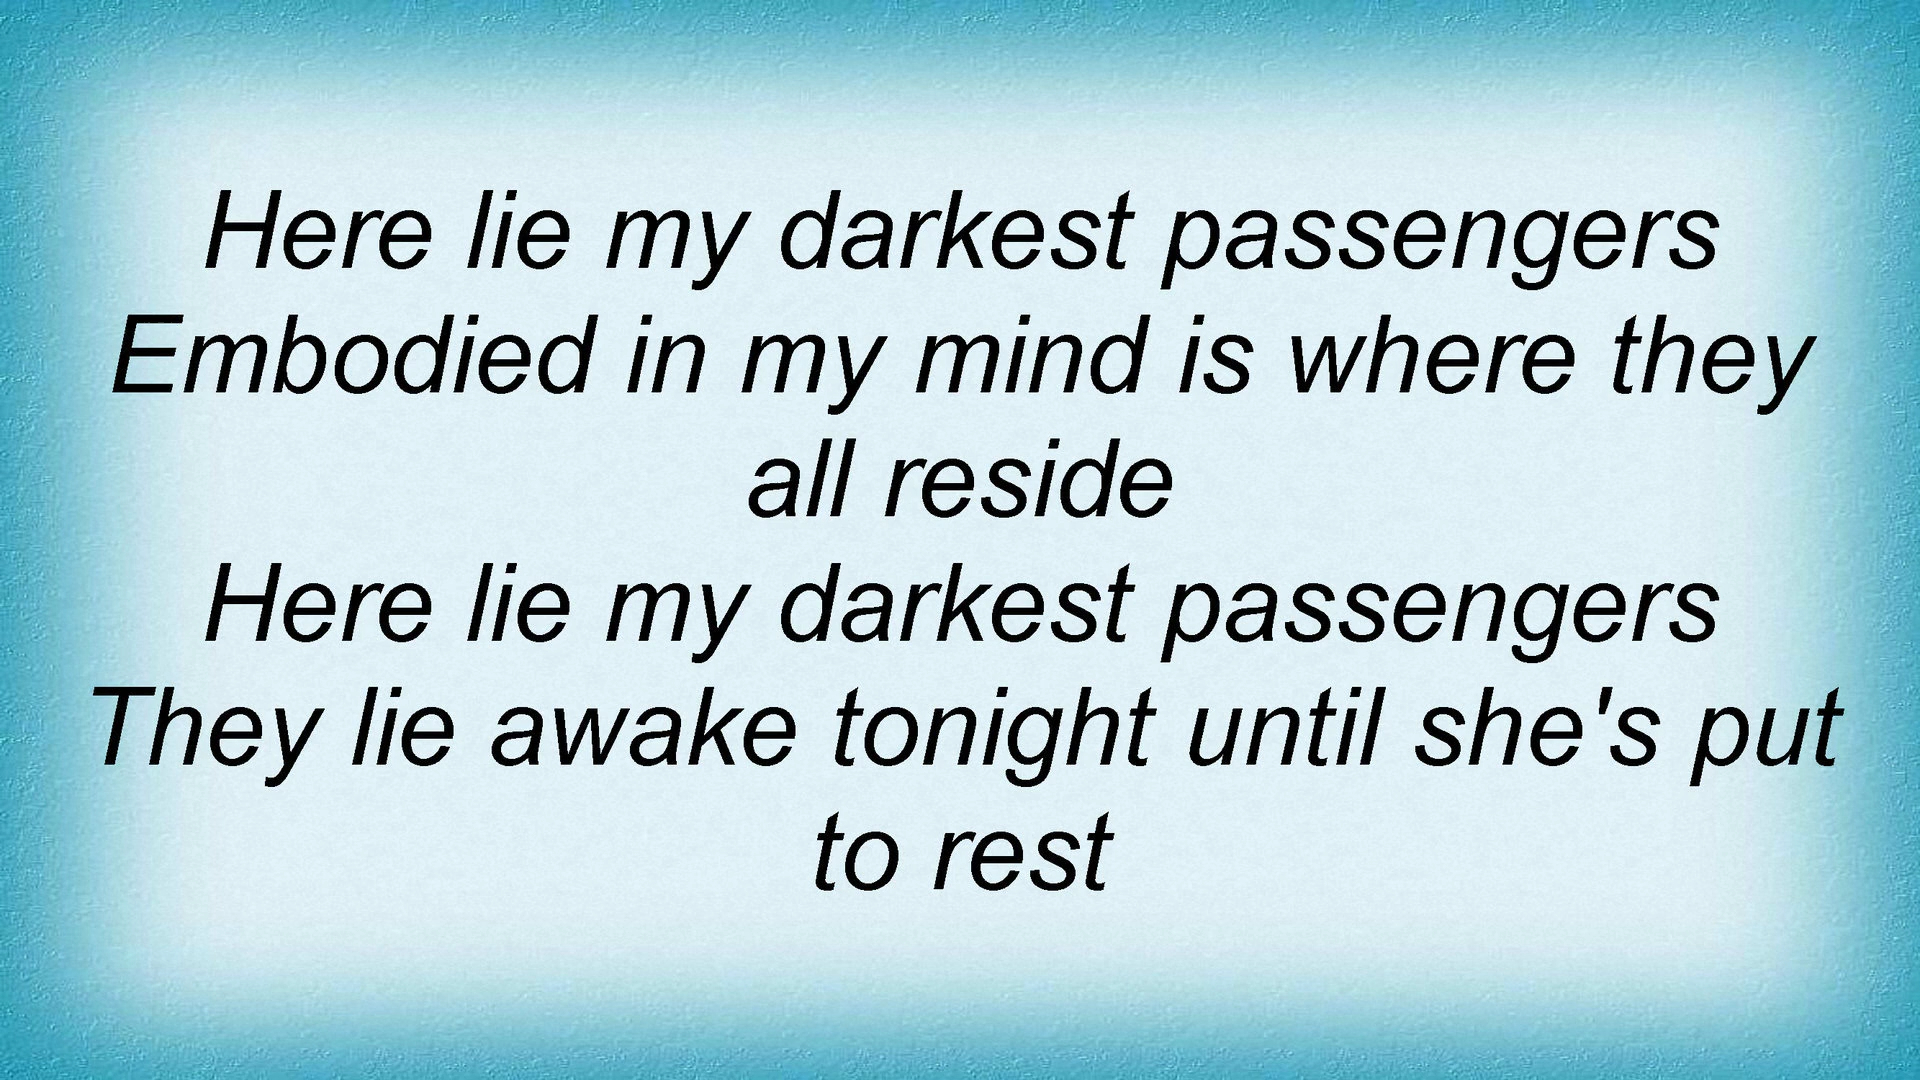 Here lie my darkest passengers
Embodied in my mind is where they
all reside
Here lie my darkest passengers
They lie awake tonight until she's put
to rest